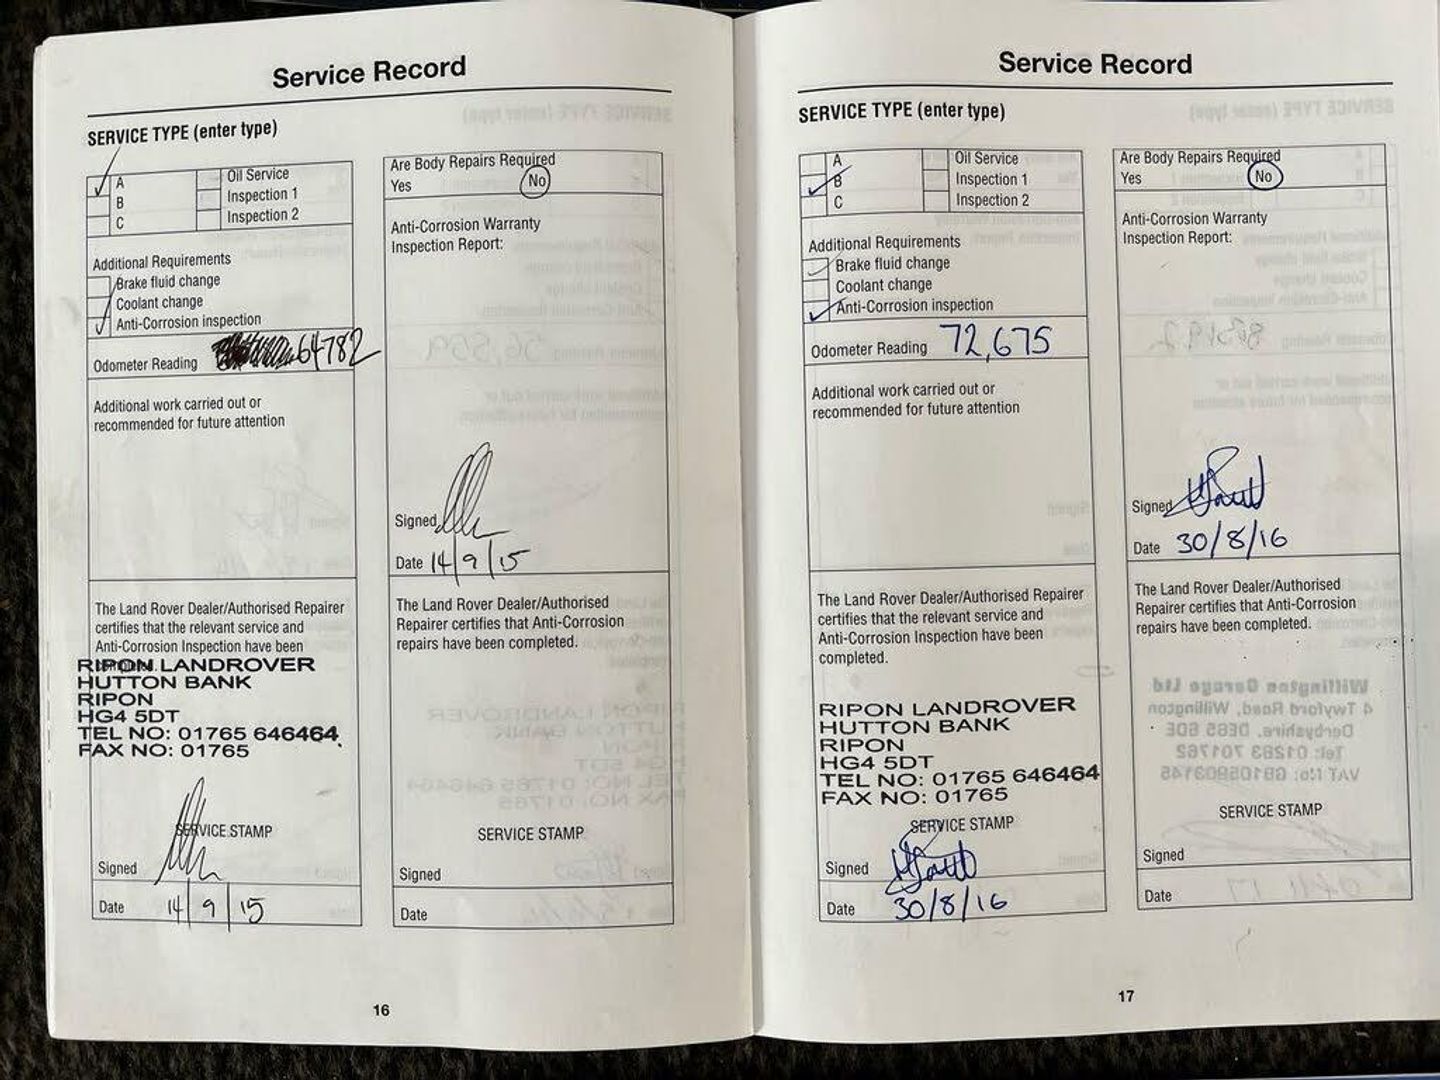 Service Record
SERVICE TYPE (enter type)
A
B
C
Oil Service
Inspection 1
Inspection 2
Additional Requirements
Brake fluid change
Coolant change
Anti-Corrosion inspection
Odometer Reading 64782
Additional work carried out or
recommended for future attention
The Land Rover Dealer/Authorised Repairer
certifies that the relevant service and
Anti-Corrosion Inspection have been
RIPON LANDROVER
HUTTON BANK
RIPON
HG4 5DT
TEL NO: 01765 646464
FAX NO: 01765
SERVICE STAMP
Signed
Date 14/9/15
Are Body Repairs Required
Yes No
Anti-Corrosion Warranty
Inspection Report:
Signed
Date 14/9/15
The Land Rover Dealer/Authorised
Repairer certifies that Anti-Corrosion
repairs have been completed.
SERVICE STAMP
Signed
Date
16
Service Record
SERVICE TYPE (enter type)
A
B
C
Oil Service
Inspection 1
Inspection 2
Additional Requirements
Brake fluid change
Coolant change
Anti-Corrosion inspection
Odometer Reading 72,675
Additional work carried out or
recommended for future attention
The Land Rover Dealer/Authorised Repairer
certifies that the relevant service and
Anti-Corrosion Inspection have been
completed.
RIPON LANDROVER
HUTTON BANK
RIPON
HG4 5DT
TEL NO: 01765 646464
FAX NO: 01765
SERVICE STAMP
Signed
Date 30/8/16
Are Body Repairs Required
Yes No
Anti-Corrosion Warranty
Inspection Report:
Signed
Date 30/8/16
The Land Rover Dealer/Authorised
Repairer certifies that Anti-Corrosion
repairs have been completed.
SERVICE STAMP
Signed
Date
17